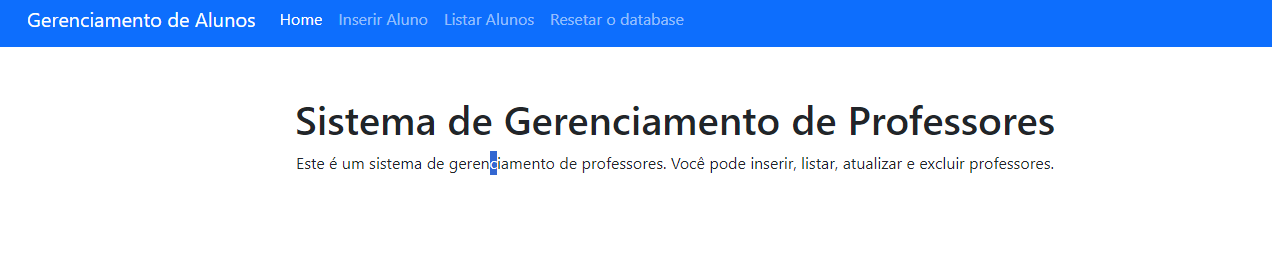 Gerenciamento de Alunos Home Inserir Aluno Listar Alunos Resetar o database
Sistema de Gerenciamento de Professores
Este é um sistema de gerenciamento de professores. Você pode inserir, listar, atualizar e excluir professores.